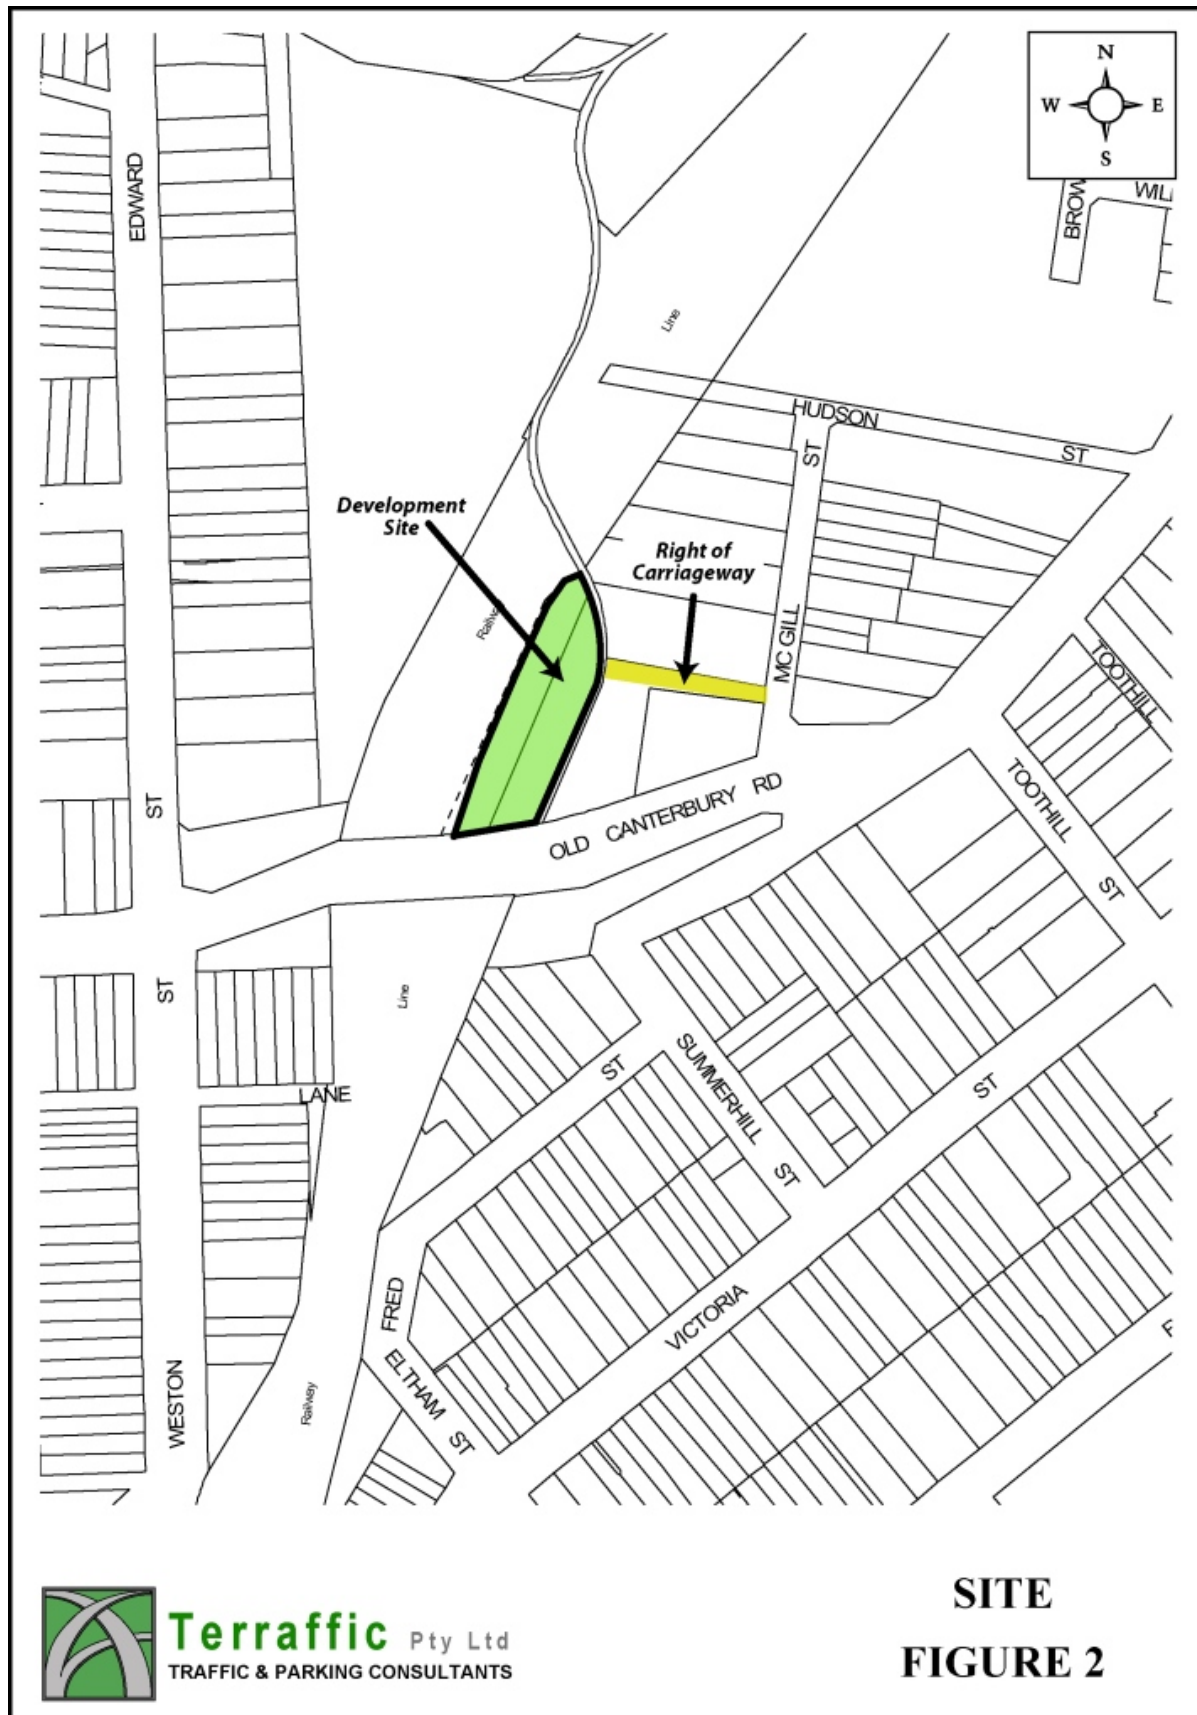 N
W E
S
BROW
WIL
EDWARD
Line
HUDSON
ST
ST
Development
Site
Right of
Carriageway
Railway
MC GILL
TOOTHILL
TOOTHILL
ST
ST
OLD CANTERBURY RD
ST
Line
ST
SUMMERHILL
ST
ST
LANE
FRED
VICTORIA
ELTHAM ST
WESTON
Railway
SITE
FIGURE 2
Terraffic Pty Ltd
TRAFFIC & PARKING CONSULTANTS